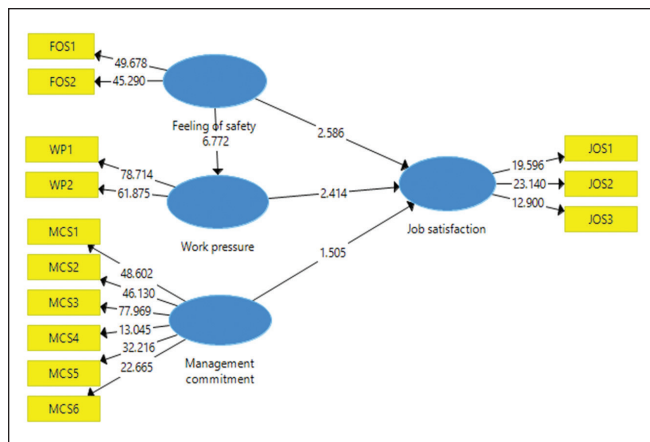 FOS1
49.678
FOS2
45.290
Feeling of safety
6.772
2.586
WP1
78.714
WP2
61.875
Work pressure
2.414
JOS1
19.596
JOS2
23.140
JOS3
12.900
Job satisfaction
MCS1
48.602
MCS2
46.130
MCS3
77.969
MCS4
13.045
MCS5
32.216
MCS6
22.665
1.505
Management
commitment